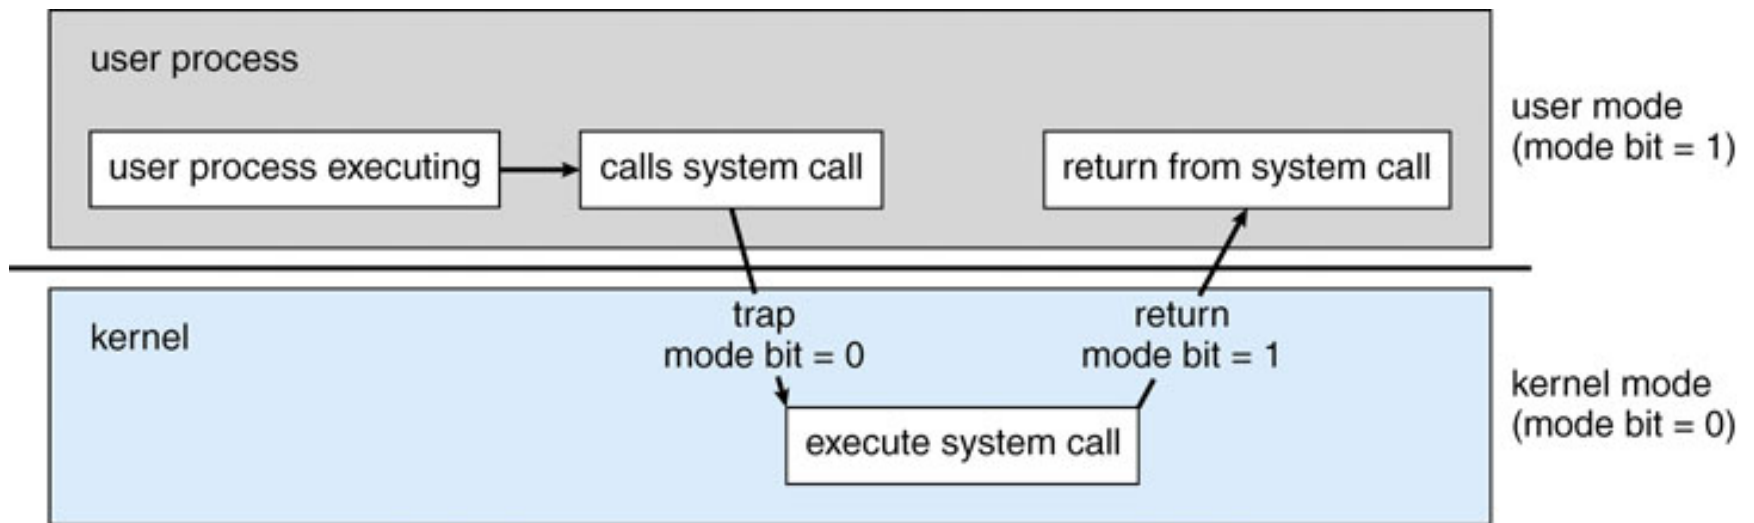 user process
user process executing
calls system call
return from system call
user mode
(mode bit = 1)
kernel
trap
mode bit = 0
return
mode bit = 1
kernel mode
(mode bit = 0)
execute system call